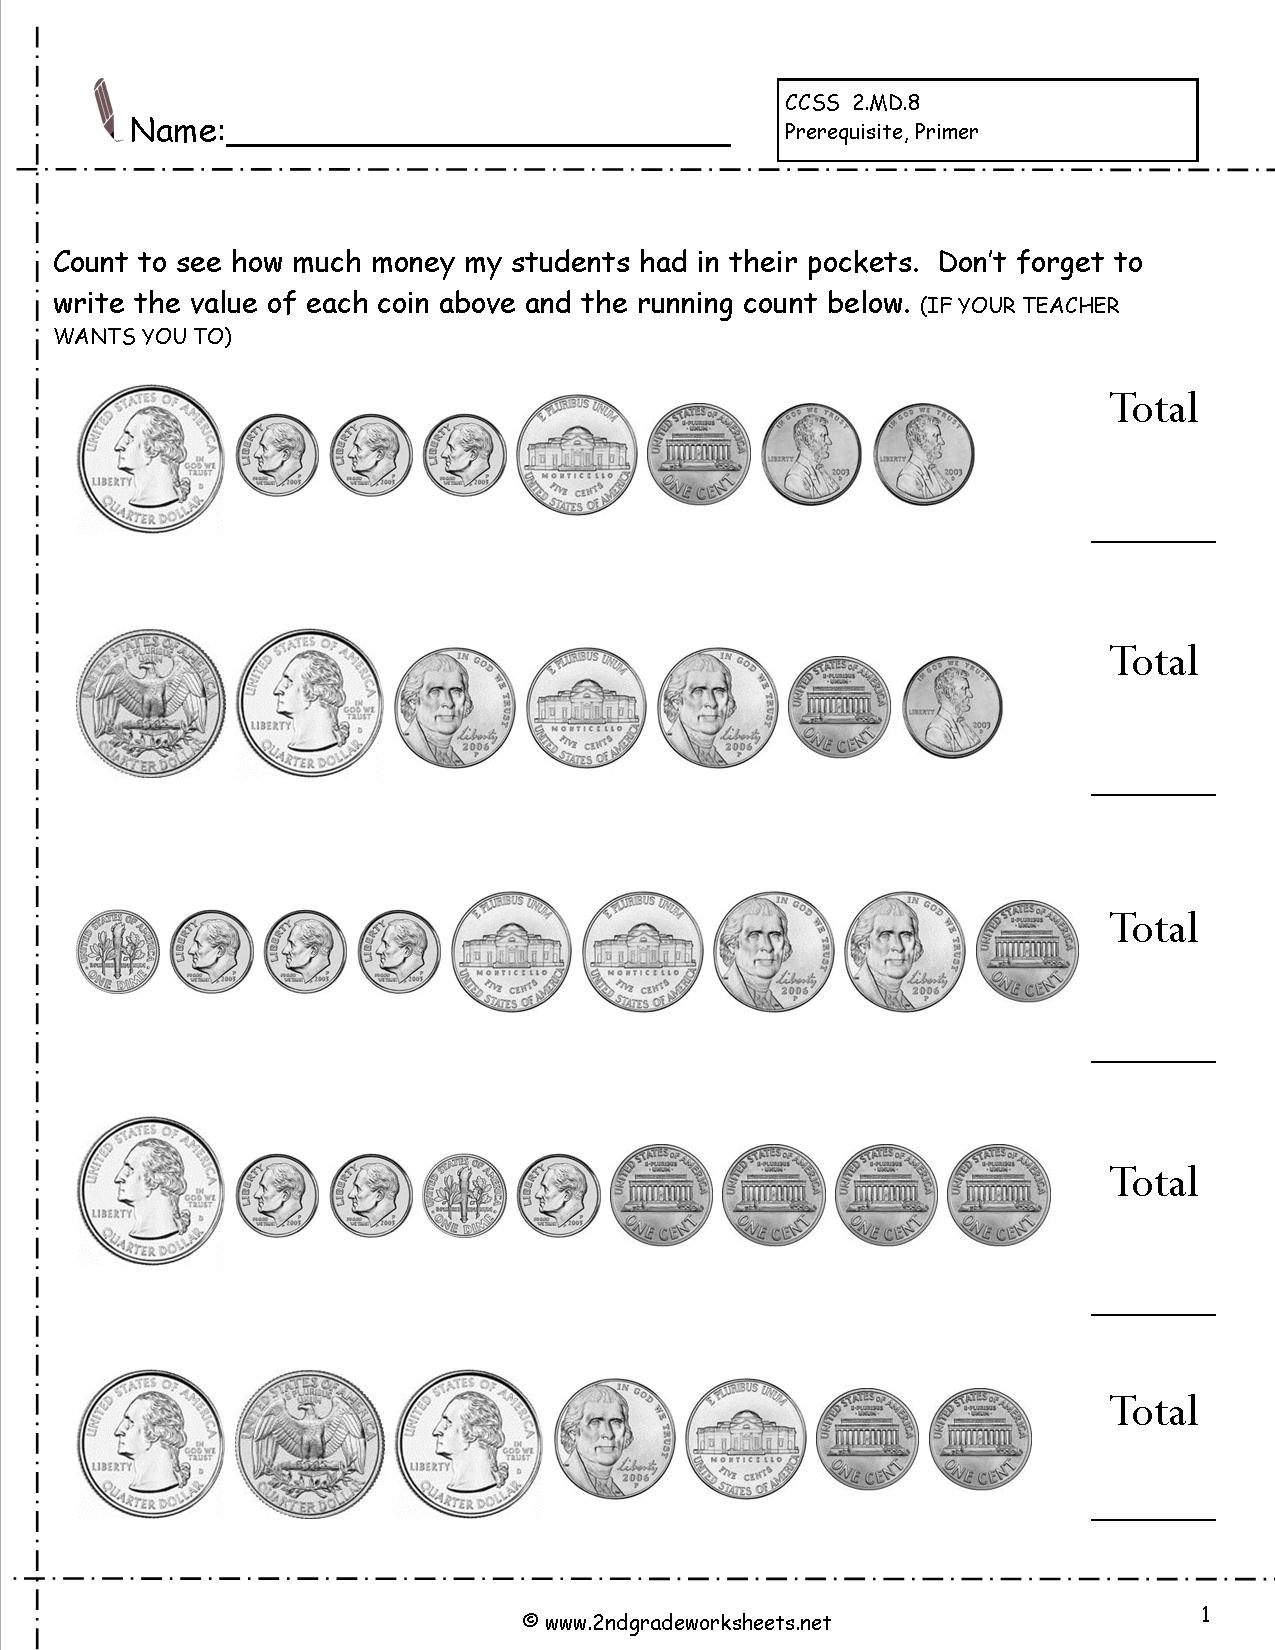 Name:
CCSS 2.MD.8
Prerequisite, Primer
Count to see how much money my students had in their pockets. Don't forget to
write the value of each coin above and the running count below. (IF YOUR TEACHER
WANTS YOU TO)
Total
Total
Total
Total
Total
© www.2ndgradeworksheets.net
1